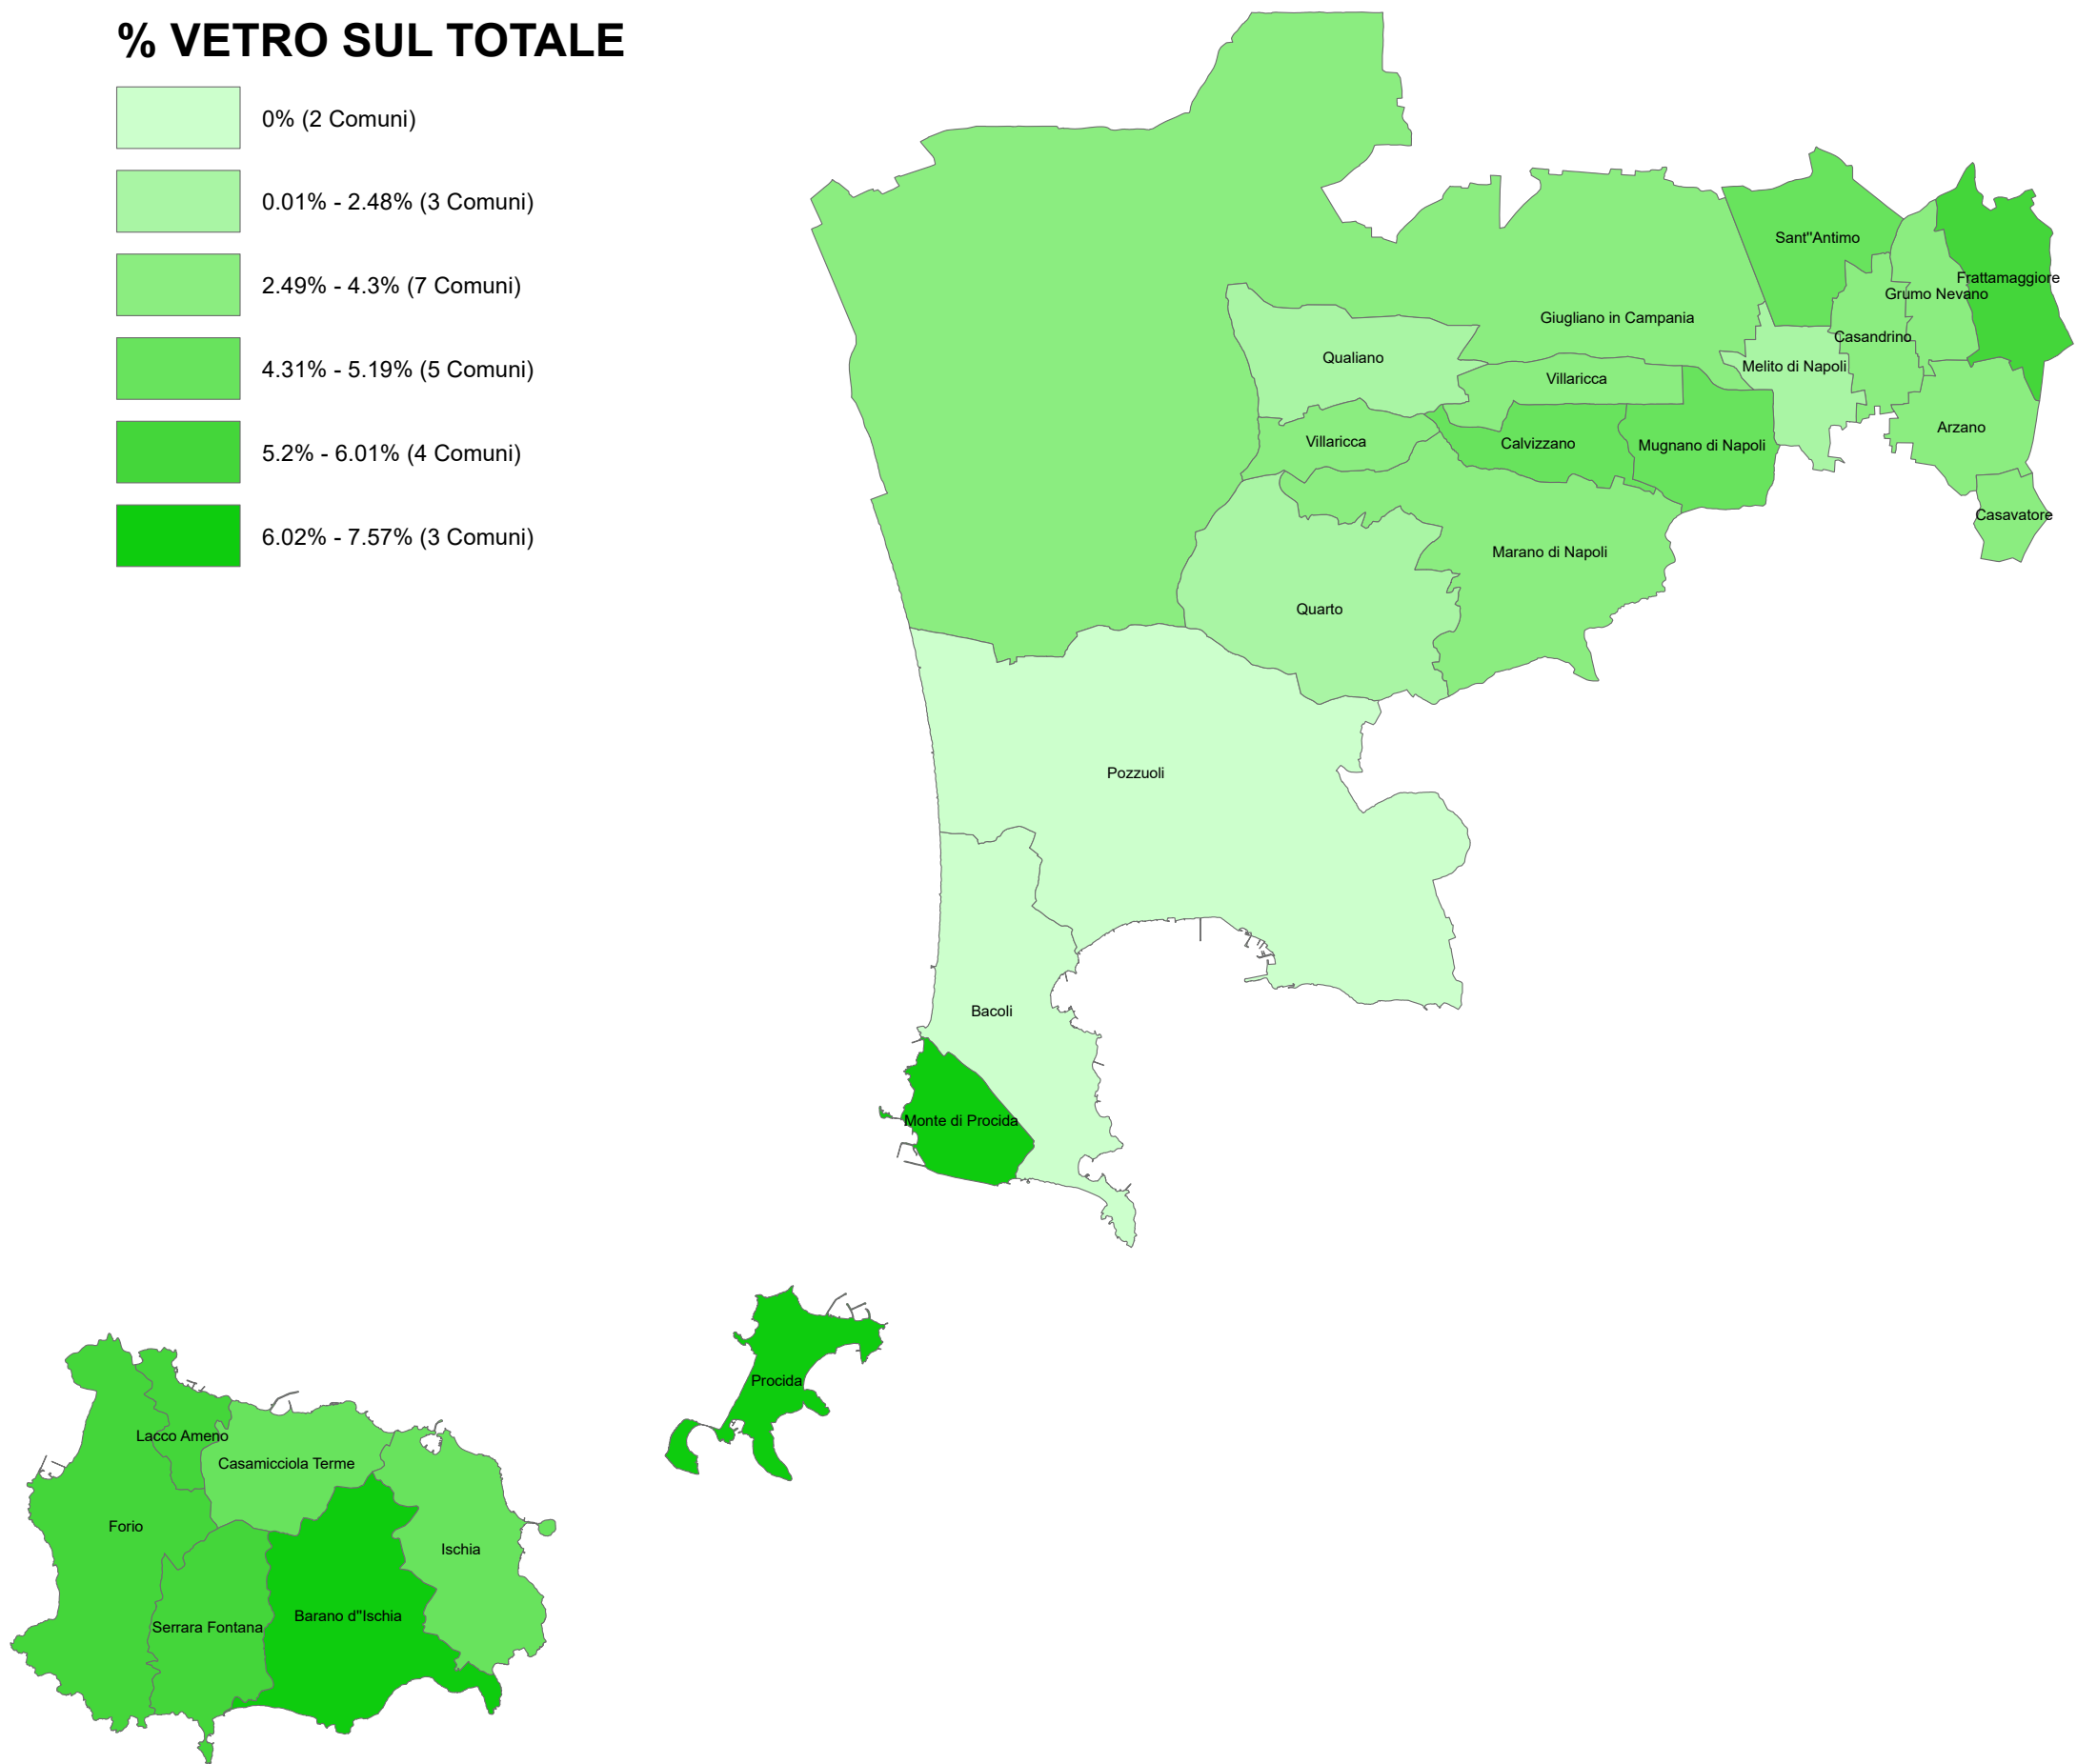 % VETRO SUL TOTALE
0% (2 Comuni)
0.01% - 2.48% (3 Comuni)
2.49% - 4.3% (7 Comuni)
4.31% - 5.19% (5 Comuni)
5.2% - 6.01% (4 Comuni)
6.02% - 7.57% (3 Comuni)
Sant"Antimo
Frattamaggiore
Grumo Nevano
Giugliano in Campania
Casandrino
Qualiano
Melito di Napoli
Villaricca
Arzano
Villaricca
Calvizzano
Mugnano di Napoli
Casavatore
Marano di Napoli
Quarto
Pozzuoli
Bacoli
Monte di Procida
Procida
Lacco Ameno
Casamicciola Terme
Forio
Ischia
Barano d"Ischia
Serrara Fontana